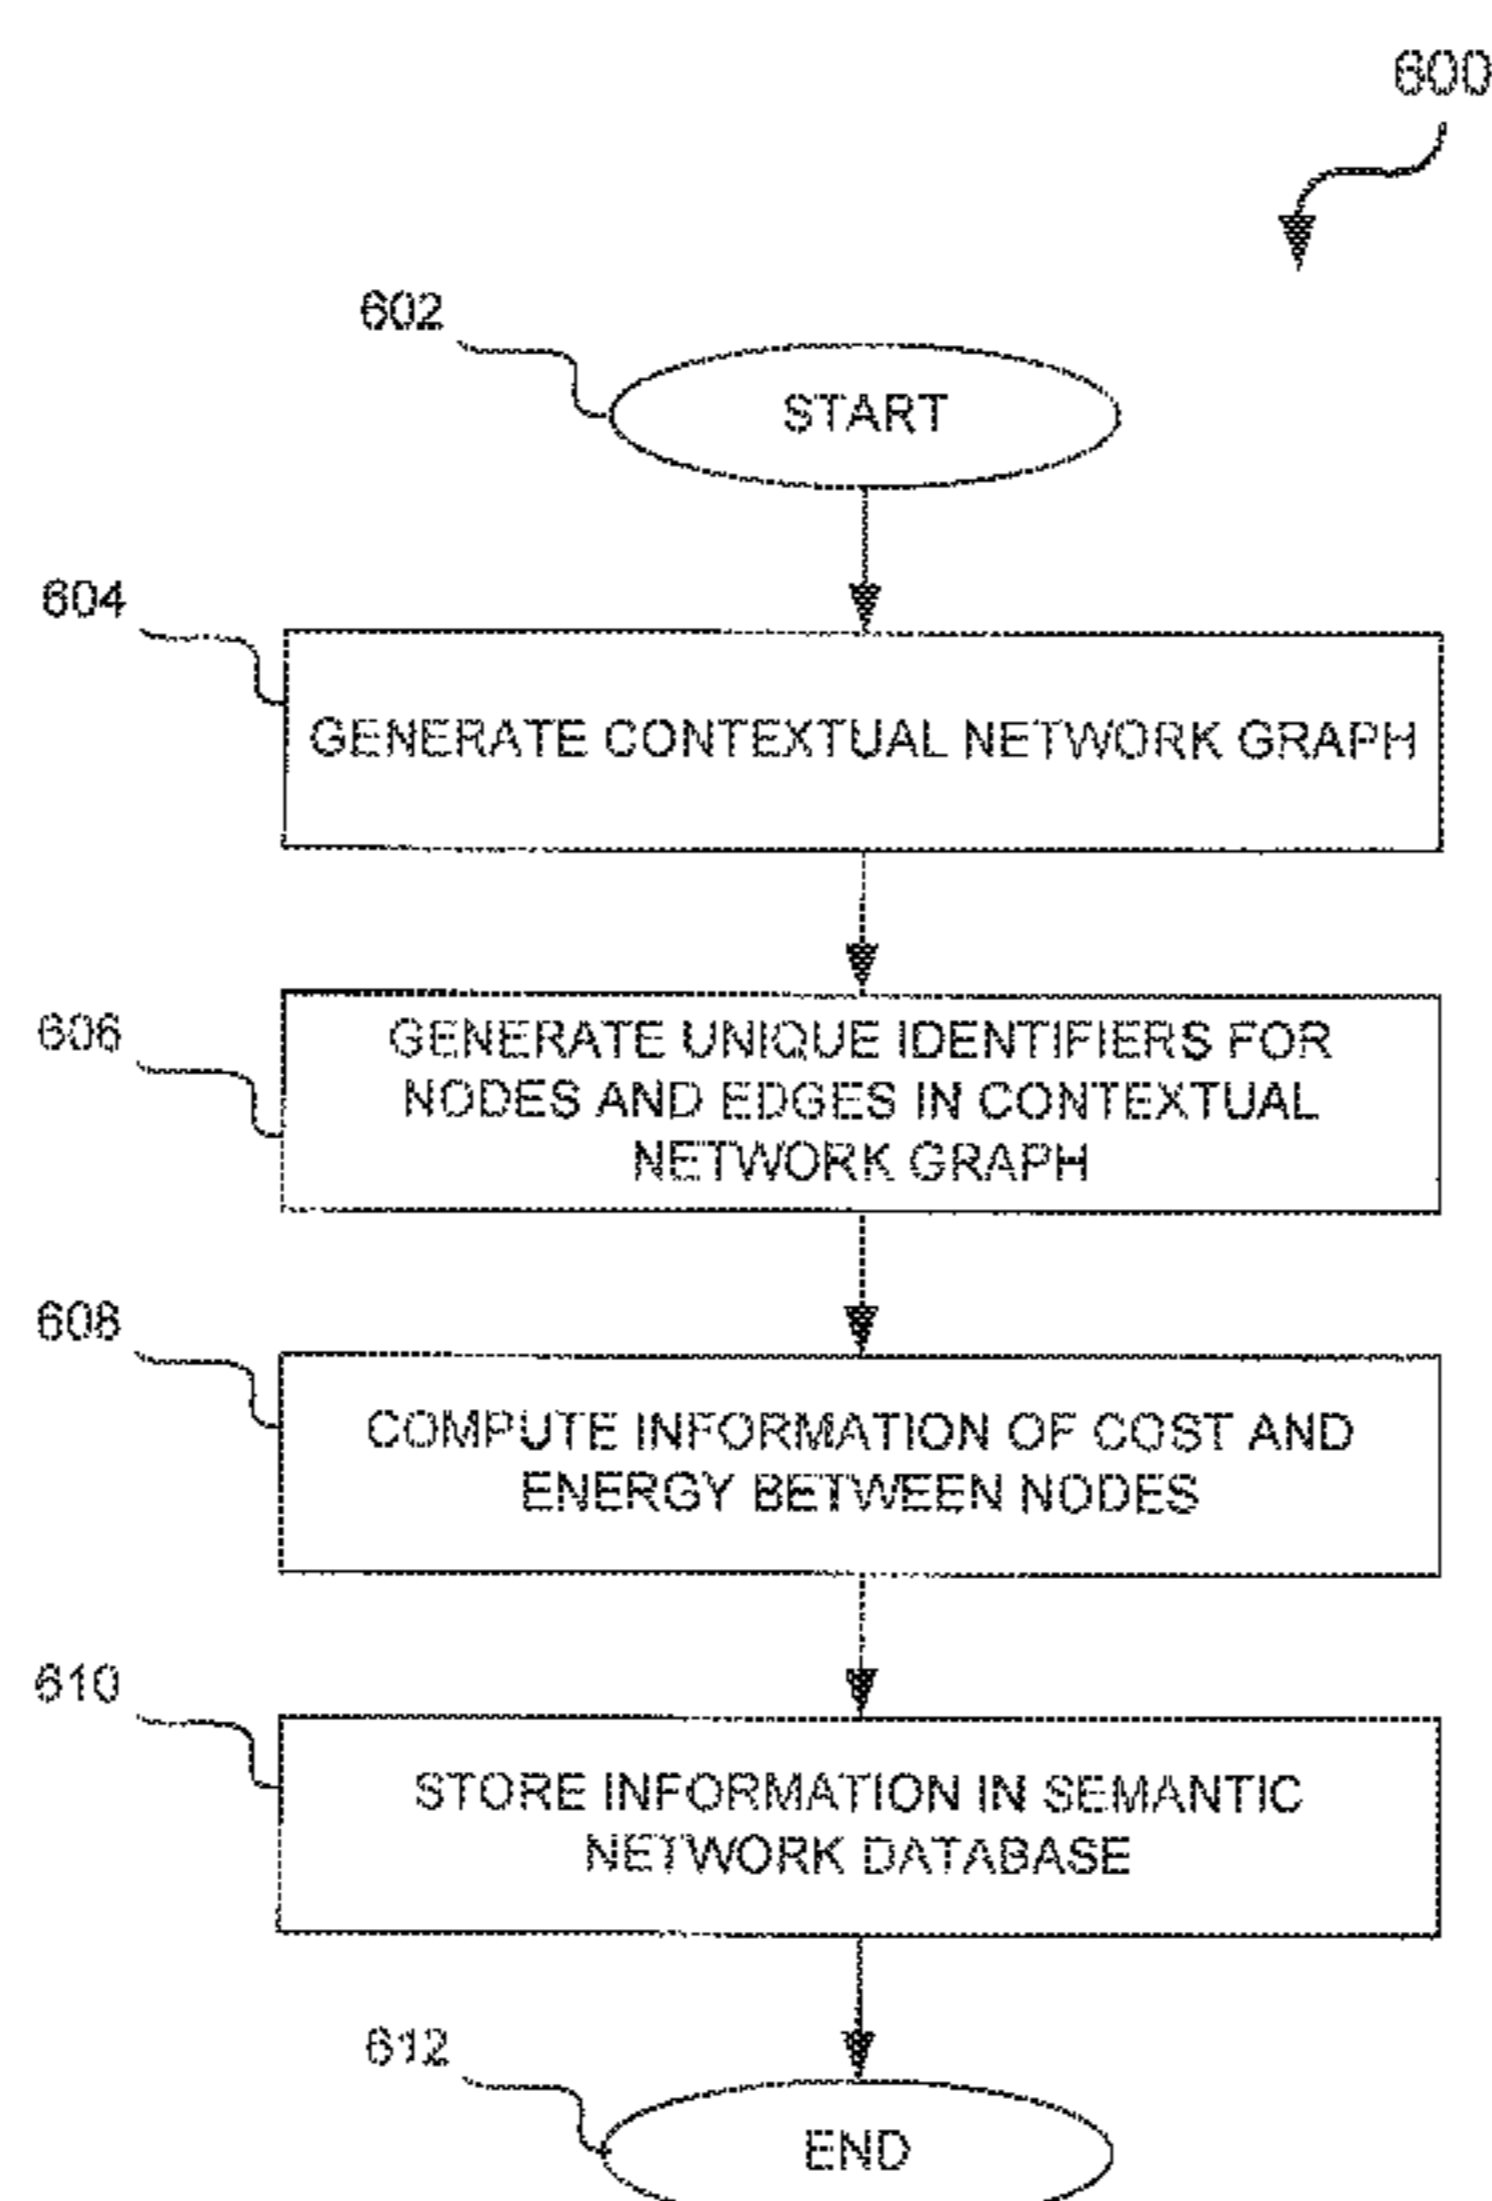 600
602
START
604
GENERATE CONTEXTUAL NETWORK GRAPH
606
GENERATE UNIQUE IDENTIFIERS FOR
NODES AND EDGES IN CONTEXTUAL
NETWORK GRAPH
608
COMPUTE INFORMATION OF COST AND
ENERGY BETWEEN NODES
610
STORE INFORMATION IN SEMANTIC
NETWORK DATABASE
612
END